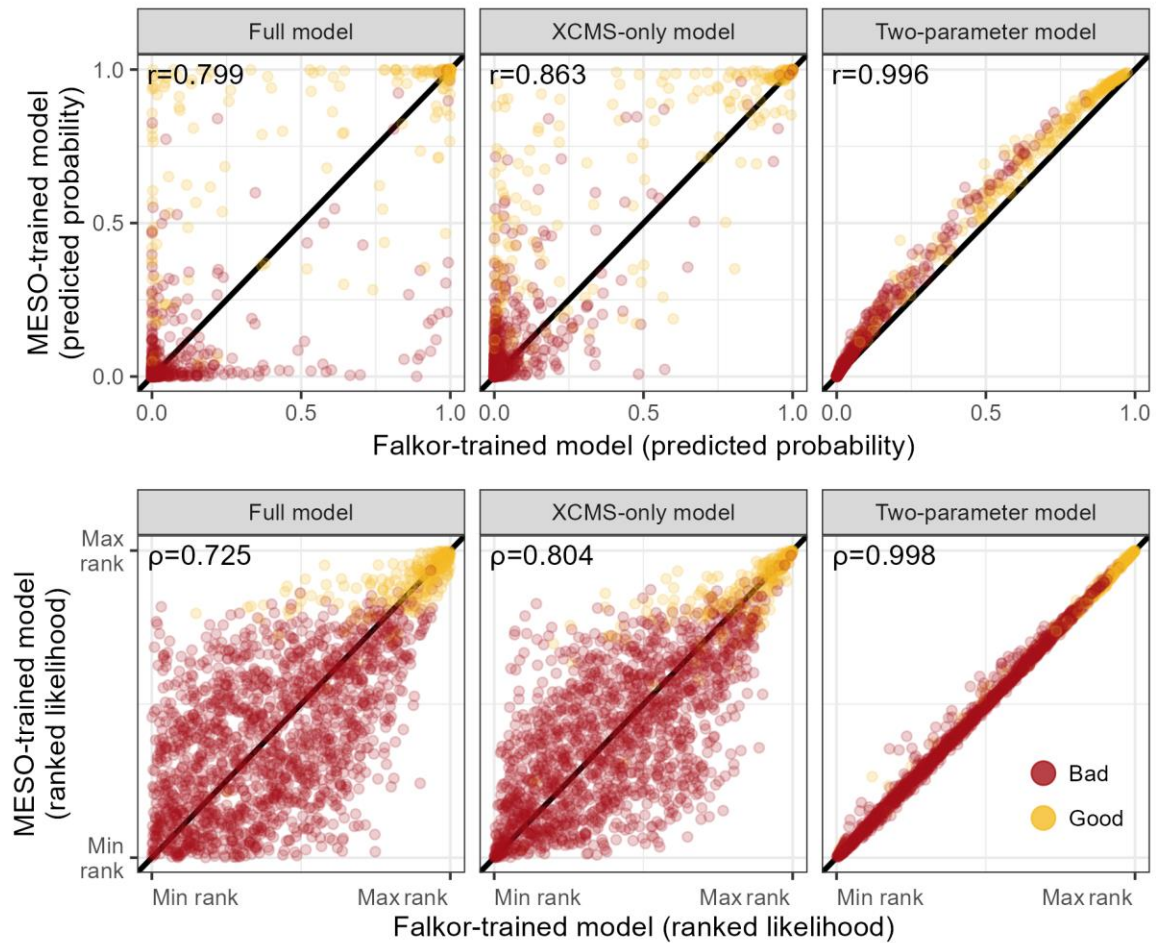 Full model
XCMS-only model
Two-parameter model
MESO-trained model
(predicted probability)
1.0
0.5
0.0
r=0.799
r=0.863
r=0.996
0.0
0.5
1.0
0.0
0.5
1.0
0.0
0.5
1.0
Falkor-trained model (predicted probability)
Full model
XCMS-only model
Two-parameter model
MESO-trained model
(ranked likelihood)
Max
rank
Min
rank
ρ=0.725
ρ=0.804
ρ=0.998
Bad
Good
Min rank
Max rank
Min rank
Max rank
Min rank
Max rank
Falkor-trained model (ranked likelihood)